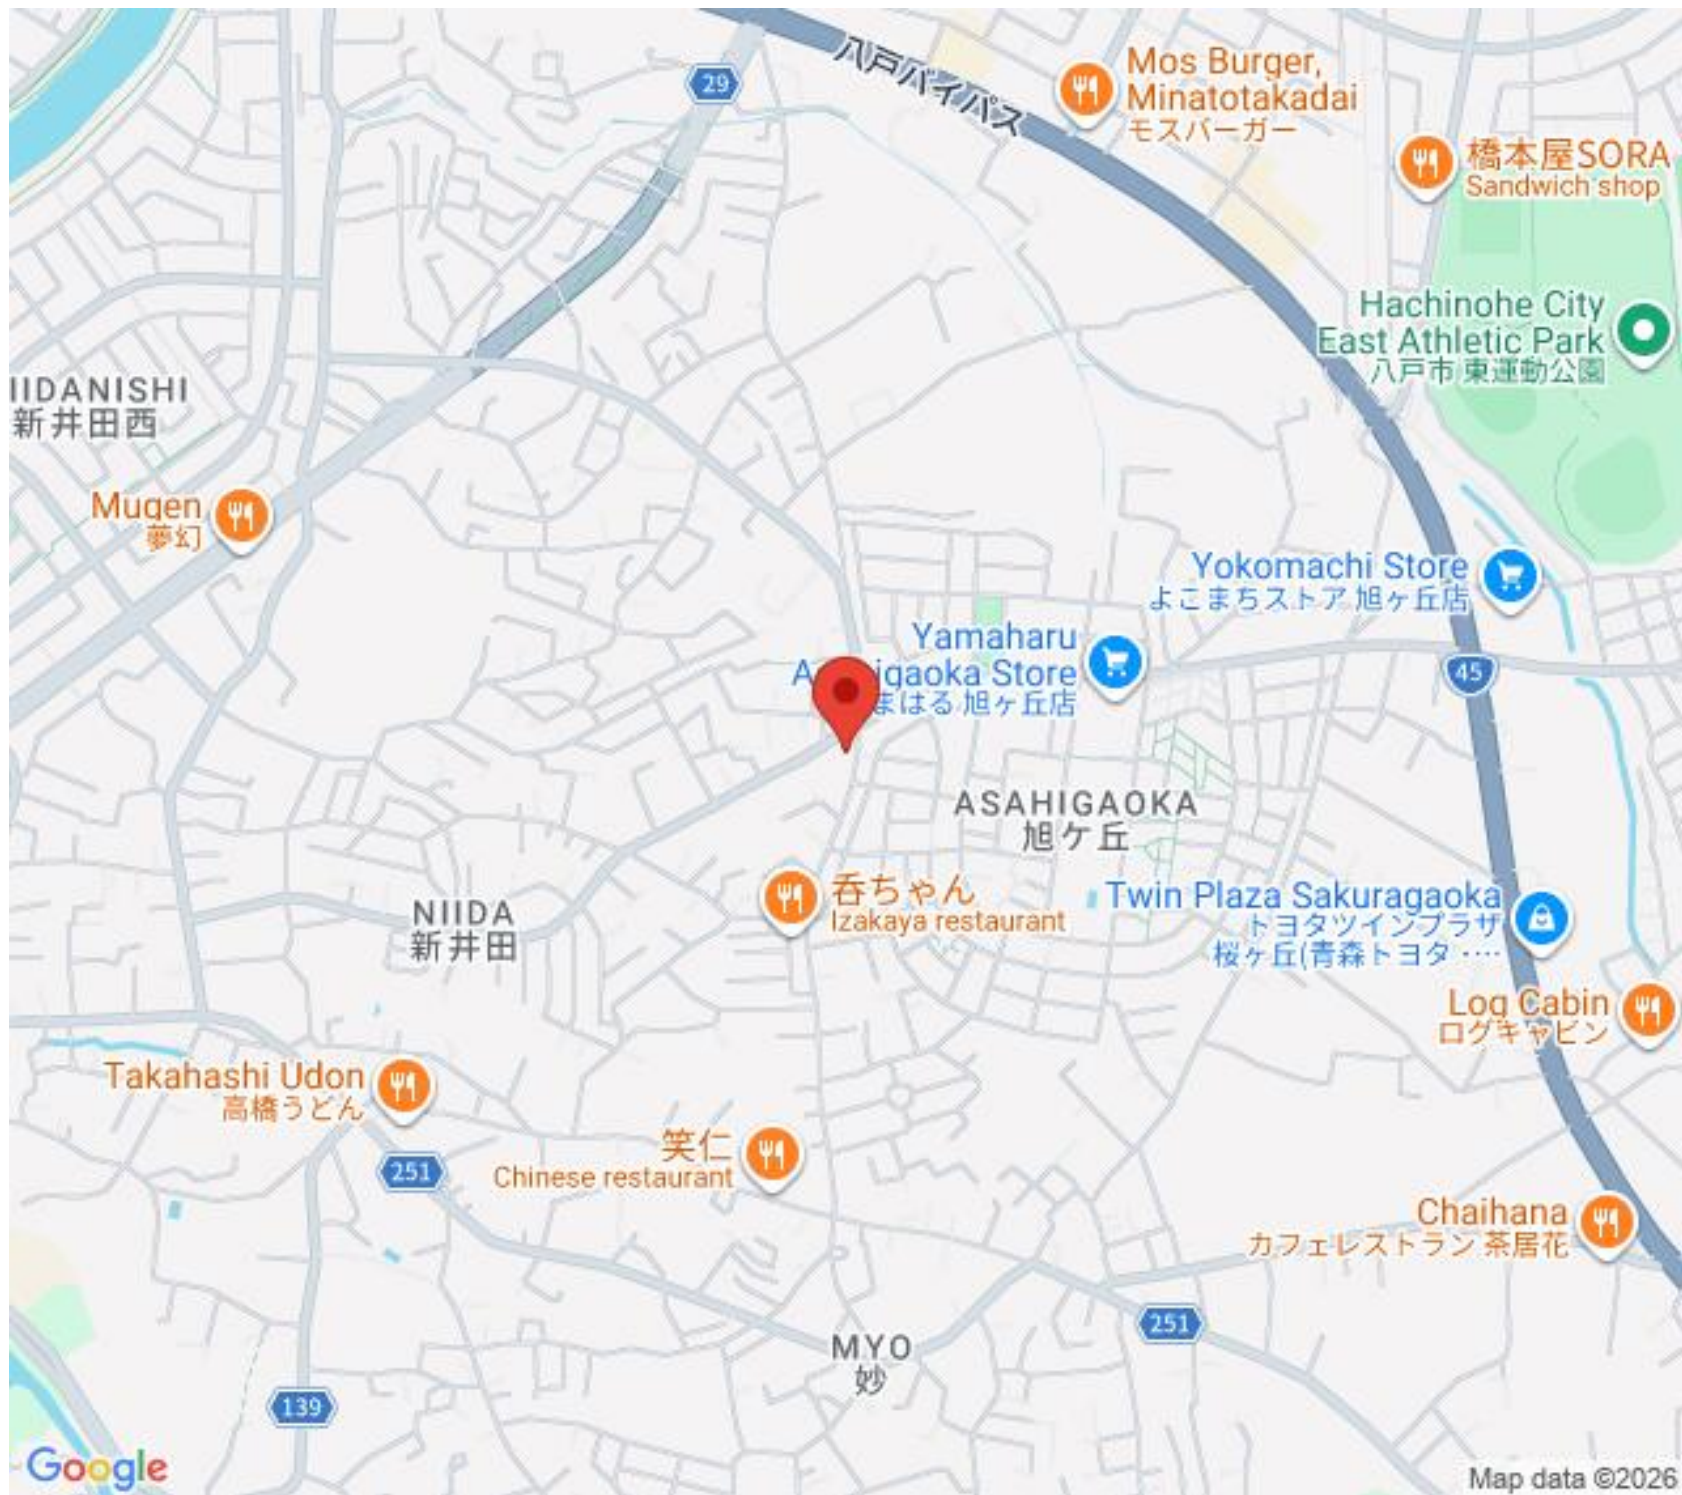 八戸バイパス
29
Mos Burger,
Minatotakadai
モスバーガー
橋本屋SORA
Sandwich shop
Hachinohe City
East Athletic Park
八戸市 東運動公園
IIDANISHI
新井田西
Mugen
夢幻
Yokomachi Store
よこまちストア 旭ヶ丘店
Yamaharu
igaoka Store
まはる 旭ヶ丘店
45
ASAHIGAOKA
旭ケ丘
呑ちゃん
Izakaya restaurant
Twin Plaza Sakuragaoka
トヨタツインプラザ
桜ヶ丘(青森トヨタ ・…
NIIDA
新井田
Log Cabin
ログキャビン
Takahashi Udon
高橋うどん
笑仁
Chinese restaurant
251
Chaihana
カフェレストラン 茶居花
251
MYO
妙
139
Google
Map data ©2026